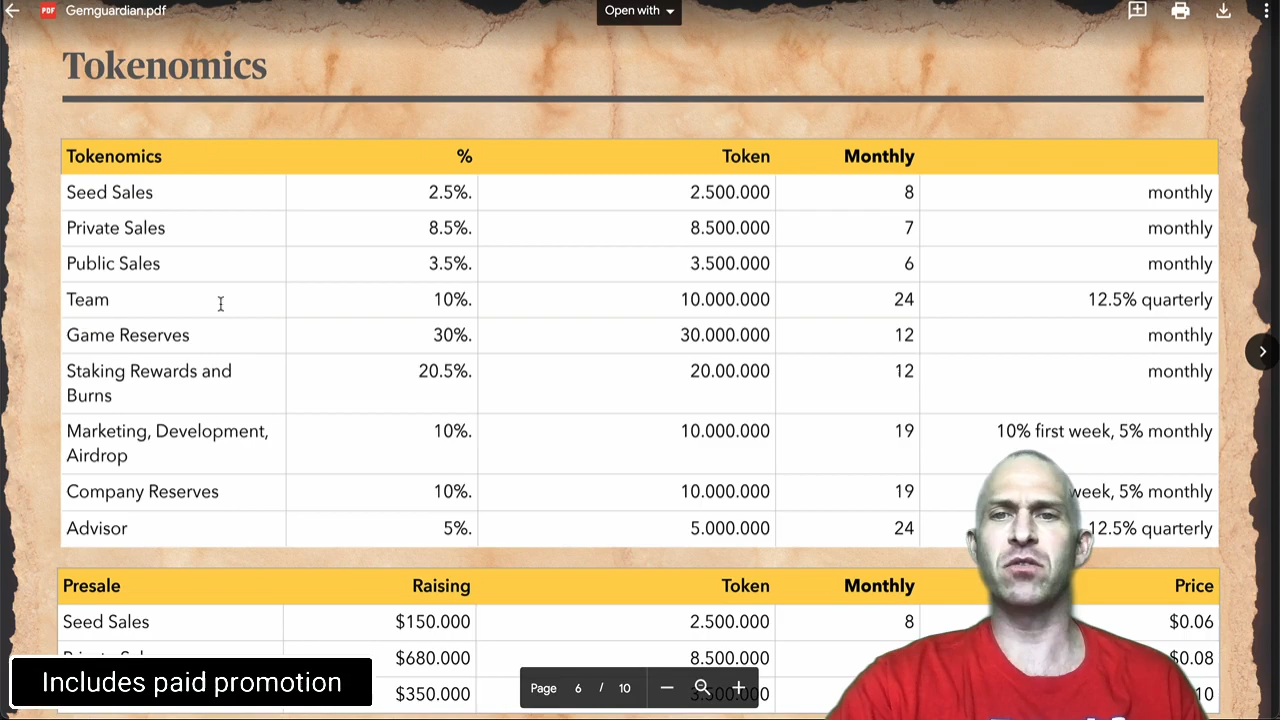 Gemguardian.pdf Open with
Tokenomics
Tokenomics % Token Monthly
Seed Sales 2.5%. 2.500.000 8 monthly
Private Sales 8.5%. 8.500.000 7 monthly
Public Sales 3.5%. 3.500.000 6 monthly
Team 10%. 10.000.000 24 12.5% quarterly
Game Reserves 30%. 30.000.000 12 monthly
Staking Rewards and 20.5%. 20.00.000 12 monthly
Burns
Marketing, Development, 10%. 10.000.000 19 10% first week, 5% monthly
Airdrop
Company Reserves 10%. 10.000.000 19 week, 5% monthly
Advisor 5%. 5.000.000 24 12.5% quarterly
Presale Raising Token Monthly Price
Seed Sales $150.000 2.500.000 8 $0.06
$680.000 8.500.000 $0.08
Includes paid promotion
$350.000 10
Page 6 / 10